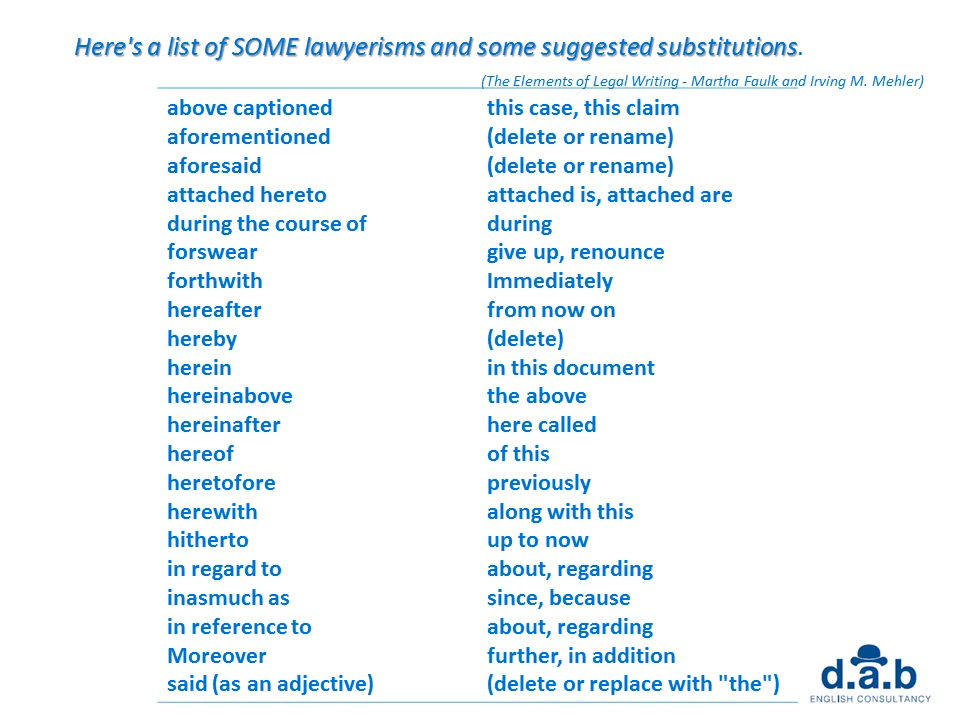 Here's a list of SOME lawyerisms and some suggested substitutions.
(The Elements of Legal Writing - Martha Faulk and Irving M. Mehler)
above captioned this case, this claim
aforementioned (delete or rename)
aforesaid (delete or rename)
attached hereto attached is, attached are
during the course of during
forswear give up, renounce
forthwith Immediately
hereafter from now on
hereby (delete)
herein in this document
hereinabove the above
hereinafter here called
hereof of this
heretofore previously
herewith along with this
hitherto up to now
in regard to about, regarding
inasmuch as since, because
in reference to about, regarding
Moreover further, in addition
said (as an adjective) (delete or replace with "the")
d.a.b
ENGLISH CONSULTANCY